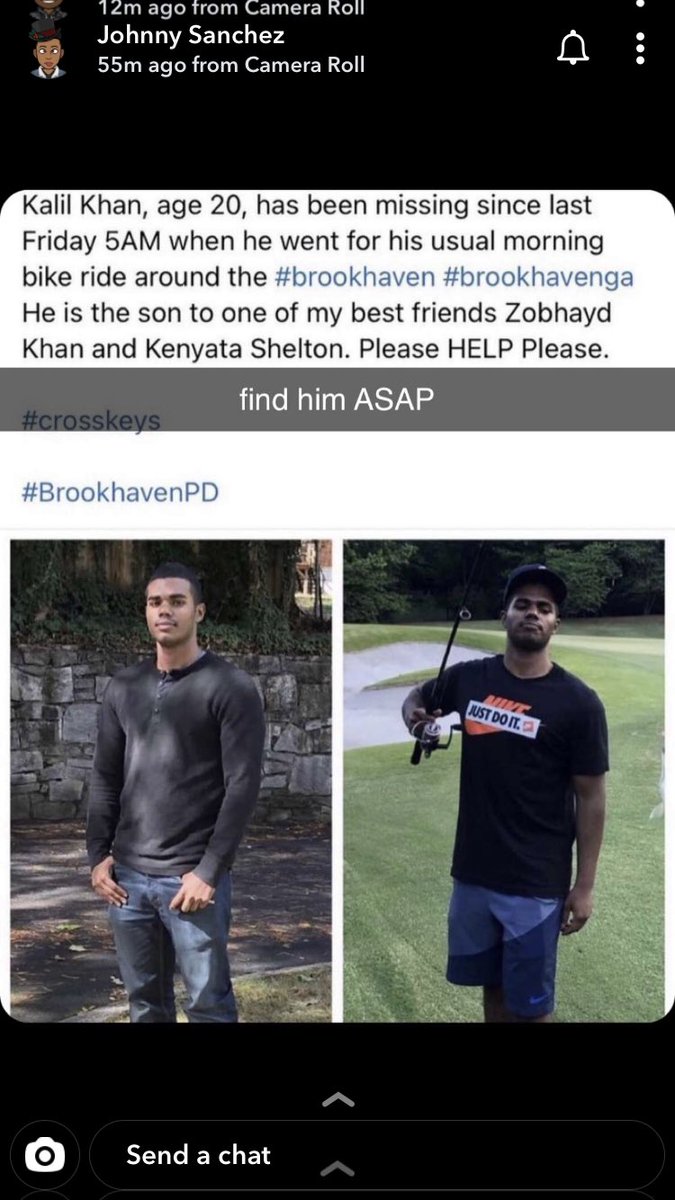 12m ago from Camera Roll
Johnny Sanchez
55m ago from Camera Roll
Kalil Khan, age 20, has been missing since last
Friday 5AM when he went for his usual morning
bike ride around the #brookhaven #brookhavenga
He is the son to one of my best friends Zobhayd
Khan and Kenyata Shelton. Please HELP Please.
find him ASAP
#crosskeys
#BrookhavenPD
NIKE
JUST DO IT.
Send a chat